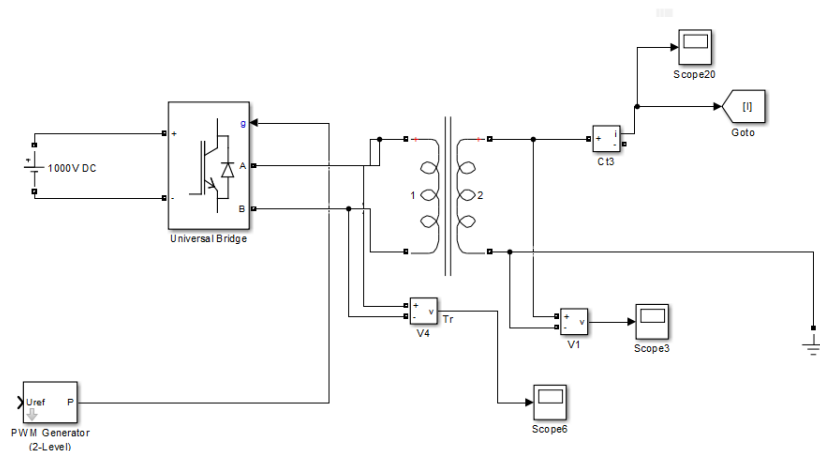 Scope20
[I]
Goto
+
g
+
i
-
Ct3
+
1000V DC
A
1
2
-
B
Universal Bridge
+
-
v
V4
Tr
+
-
v
V1
Scope3
Uref
P
PWM Generator
(2-Level)
Scope6